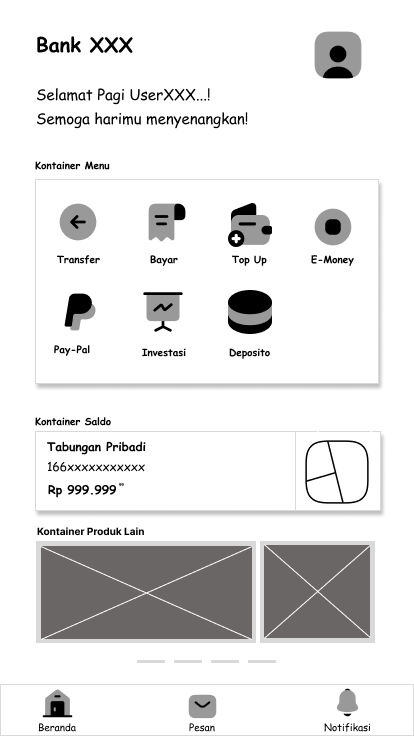 Bank XXX
Selamat Pagi UserXXX...!
Semoga harimu menyenangkan!
Kontainer Menu
Transfer
Bayar
Top Up
E-Money
Pay-Pal
Investasi
Deposito
Kontainer Saldo
Tabungan Pribadi
166xxxxxxxxxxx
Rp 999.999
Kontainer Produk Lain
Beranda
Pesan
Notifikasi